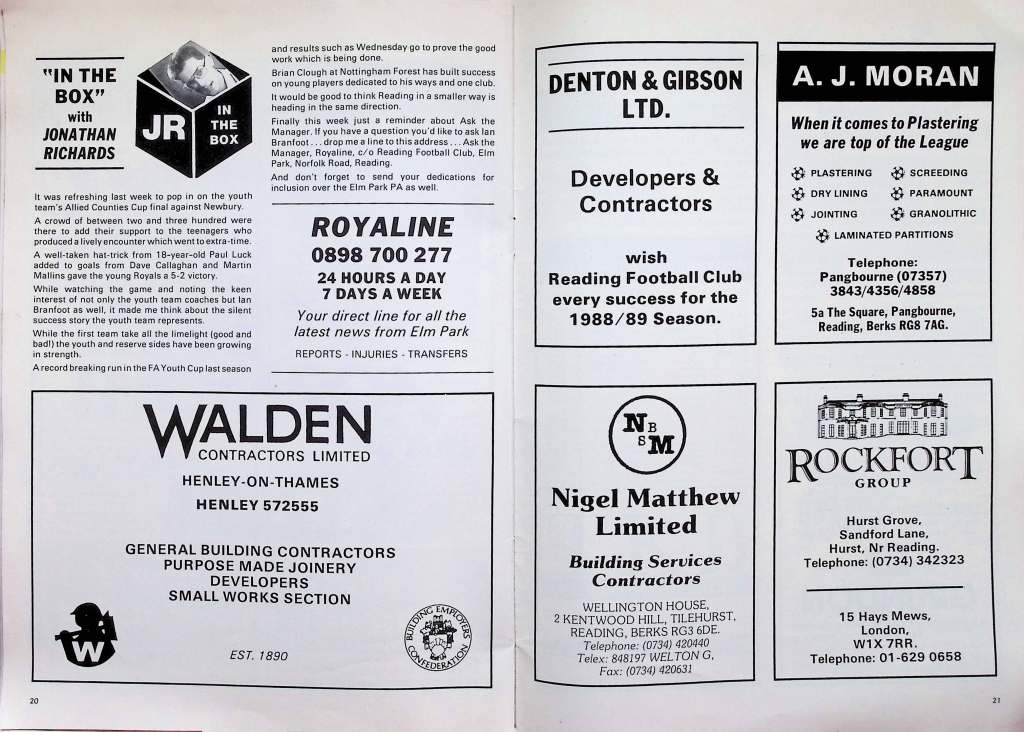 "IN THE
BOX"
with
JONATHAN
RICHARDS
JR
IN
THE
BOX
It was refreshing last week to pop in on the youth
team's Allied Counties Cup final against Newbury.
A crowd of between two and three hundred were
there to add their support to the teenagers who
produced a lively encounter which went to extra-time.
A well-taken hat-trick from 18-year-old Paul Luck
added to goals from Dave Callaghan and Martin
Mallins gave the young Royals a 5-2 victory.
While watching the game and noting the keen
interest of not only the youth team coaches but Ian
Branfoot as well, it made me think about the silent
success story the youth team represents.
While the first team take all the limelight (good and
bad!) the youth and reserve sides have been growing
in strength.
A record breaking run in the FA Youth Cup last season
and results such as Wednesday go to prove the good
work which is being done.
Brian Clough at Nottingham Forest has built success
on young players dedicated to his ways and one club.
It would be good to think Reading in a smaller way is
heading in the same direction.
Finally this week just a reminder about Ask the
Manager. If you have a question you'd like to ask Ian
Branfoot . . . drop me a line to this address . . . Ask the
Manager, Royaline, c/o Reading Football Club, Elm
Park, Norfolk Road, Reading.
And don't forget to send your dedications for
inclusion over the Elm Park PA as well.
ROYALINE
0898 700 277
24 HOURS A DAY
7 DAYS A WEEK
Your direct line for all the
latest news from Elm Park
REPORTS - INJURIES - TRANSFERS
WALDEN
CONTRACTORS LIMITED
HENLEY-ON-THAMES
HENLEY 572555
GENERAL BUILDING CONTRACTORS
PURPOSE MADE JOINERY
DEVELOPERS
SMALL WORKS SECTION
W
EST. 1890
BUILDING EMPLOYERS
CONFEDERATION
20
DENTON & GIBSON
LTD.
Developers &
Contractors
wish
Reading Football Club
every success for the
1988/89 Season.
A. J. MORAN
When it comes to Plastering
we are top of the League
PLASTERING
SCREEDING
DRY LINING
PARAMOUNT
JOINTING
GRANOLITHIC
LAMINATED PARTITIONS
Telephone:
Pangbourne (07357)
3843/4356/4858
5a The Square, Pangbourne,
Reading, Berks RG8 7AG.
NB
SM
Nigel Matthew
Limited
Building Services
Contractors
WELLINGTON HOUSE,
2 KENTWOOD HILL, TILEHURST,
READING, BERKS RG3 6DE.
Telephone: (0734) 420440
Telex: 848197 WELTON G,
Fax: (0734) 420631
ROCKFORT
GROUP
Hurst Grove,
Sandford Lane,
Hurst, Nr Reading.
Telephone: (0734) 342323
15 Hays Mews,
London,
W1X 7RR.
Telephone: 01-629 0658
21